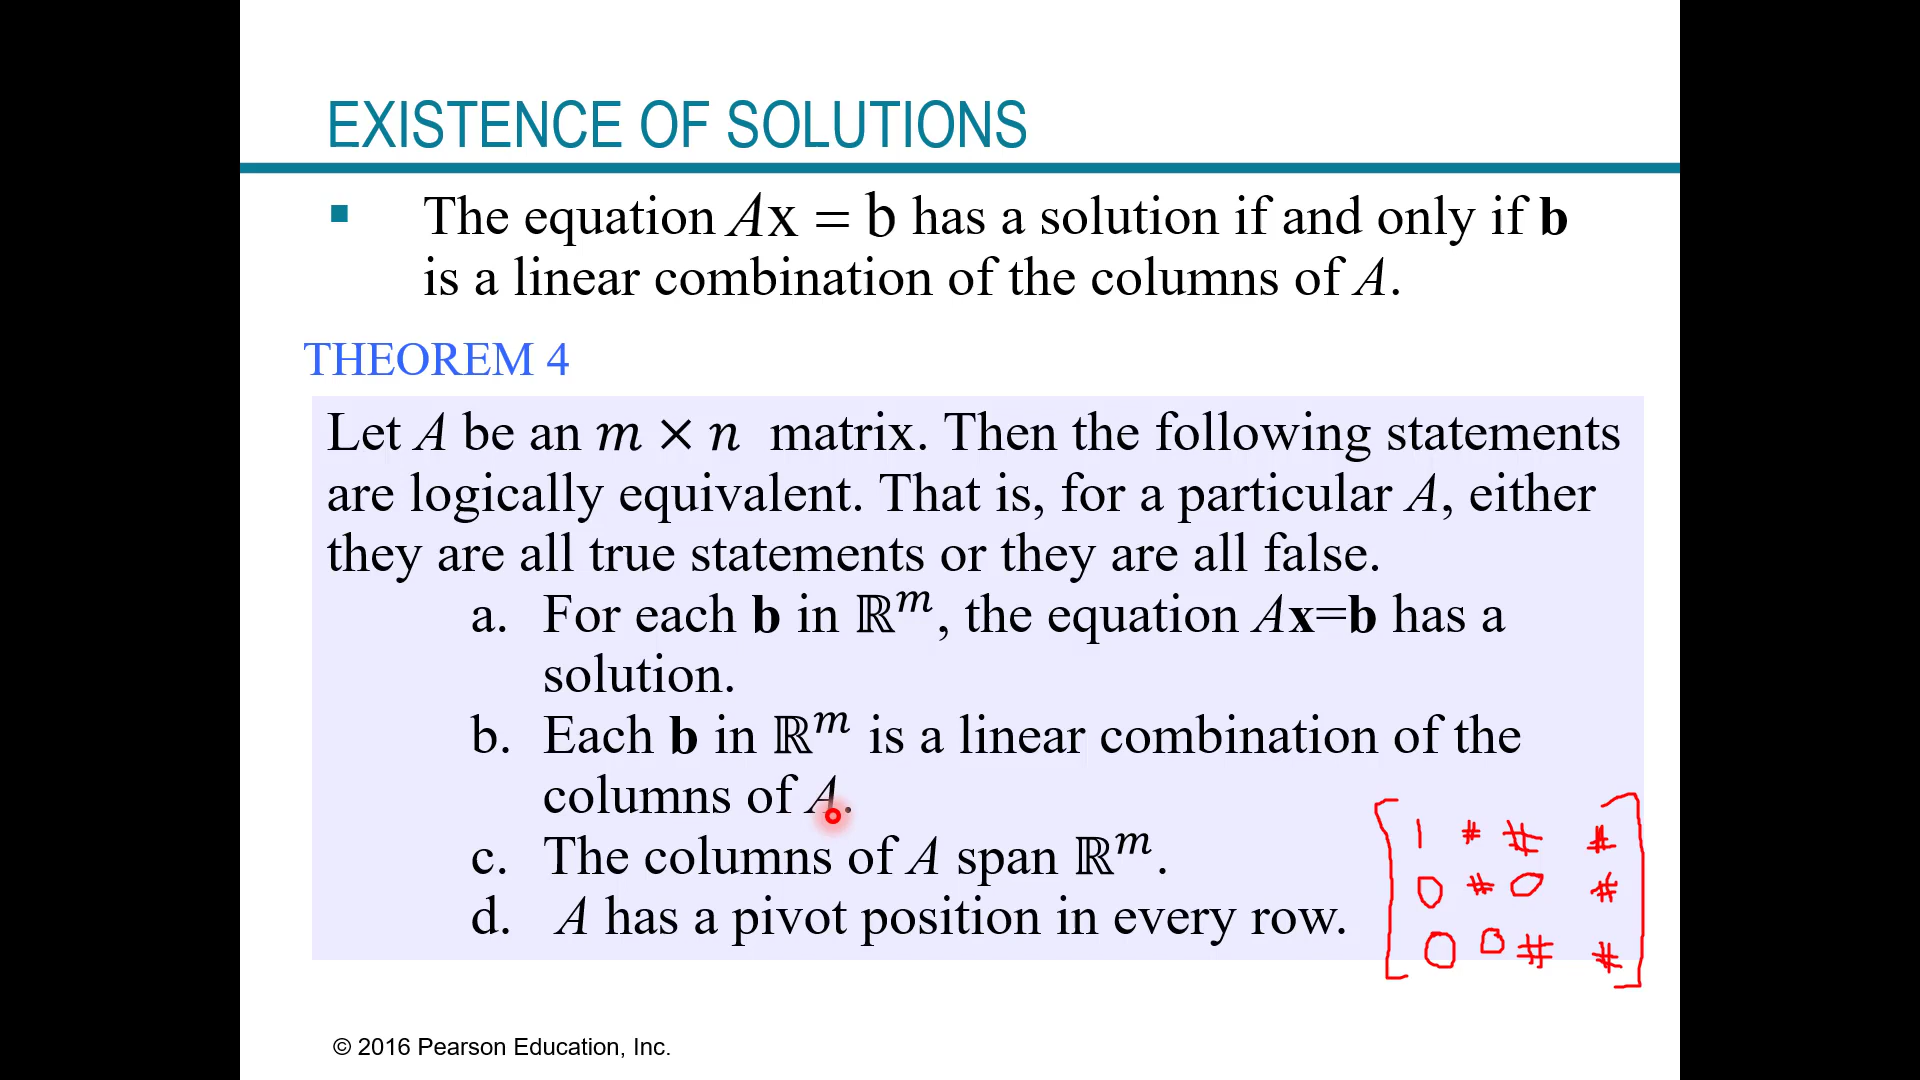 EXISTENCE OF SOLUTIONS
▪ The equation Ax = b has a solution if and only if b
is a linear combination of the columns of A.
THEOREM 4
Let A be an m × n matrix. Then the following statements
are logically equivalent. That is, for a particular A, either
they are all true statements or they are all false.
a. For each b in ℝᵐ, the equation Ax=b has a
solution.
b. Each b in ℝᵐ is a linear combination of the
columns of A.
c. The columns of A span ℝᵐ.
d. A has a pivot position in every row.
1 # # #
0 # 0 #
0 0 # #
© 2016 Pearson Education, Inc.